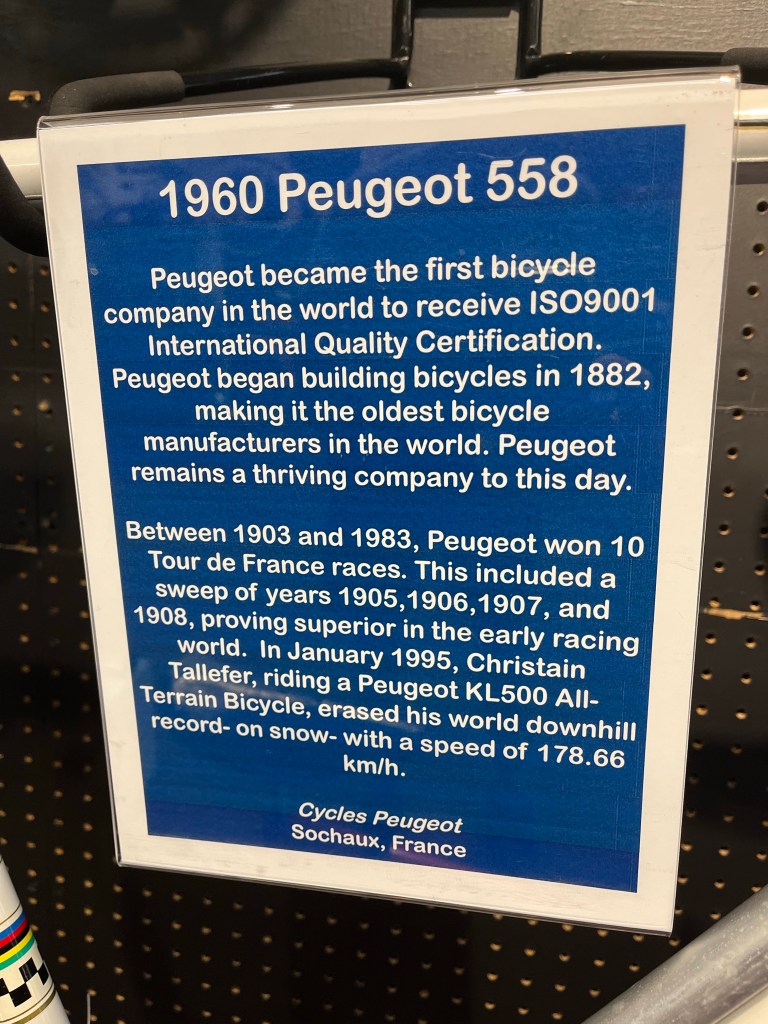 1960 Peugeot 558
Peugeot became the first bicycle
company in the world to receive ISO9001
International Quality Certification.
Peugeot began building bicycles in 1882,
making it the oldest bicycle
manufacturers in the world. Peugeot
remains a thriving company to this day.
Between 1903 and 1983, Peugeot won 10
Tour de France races. This included a
sweep of years 1905,1906,1907, and
1908, proving superior in the early racing
world. In January 1995, Christain
Tallefer, riding a Peugeot KL500 All-
Terrain Bicycle, erased his world downhill
record- on snow- with a speed of 178.66
km/h.
Cycles Peugeot
Sochaux, France